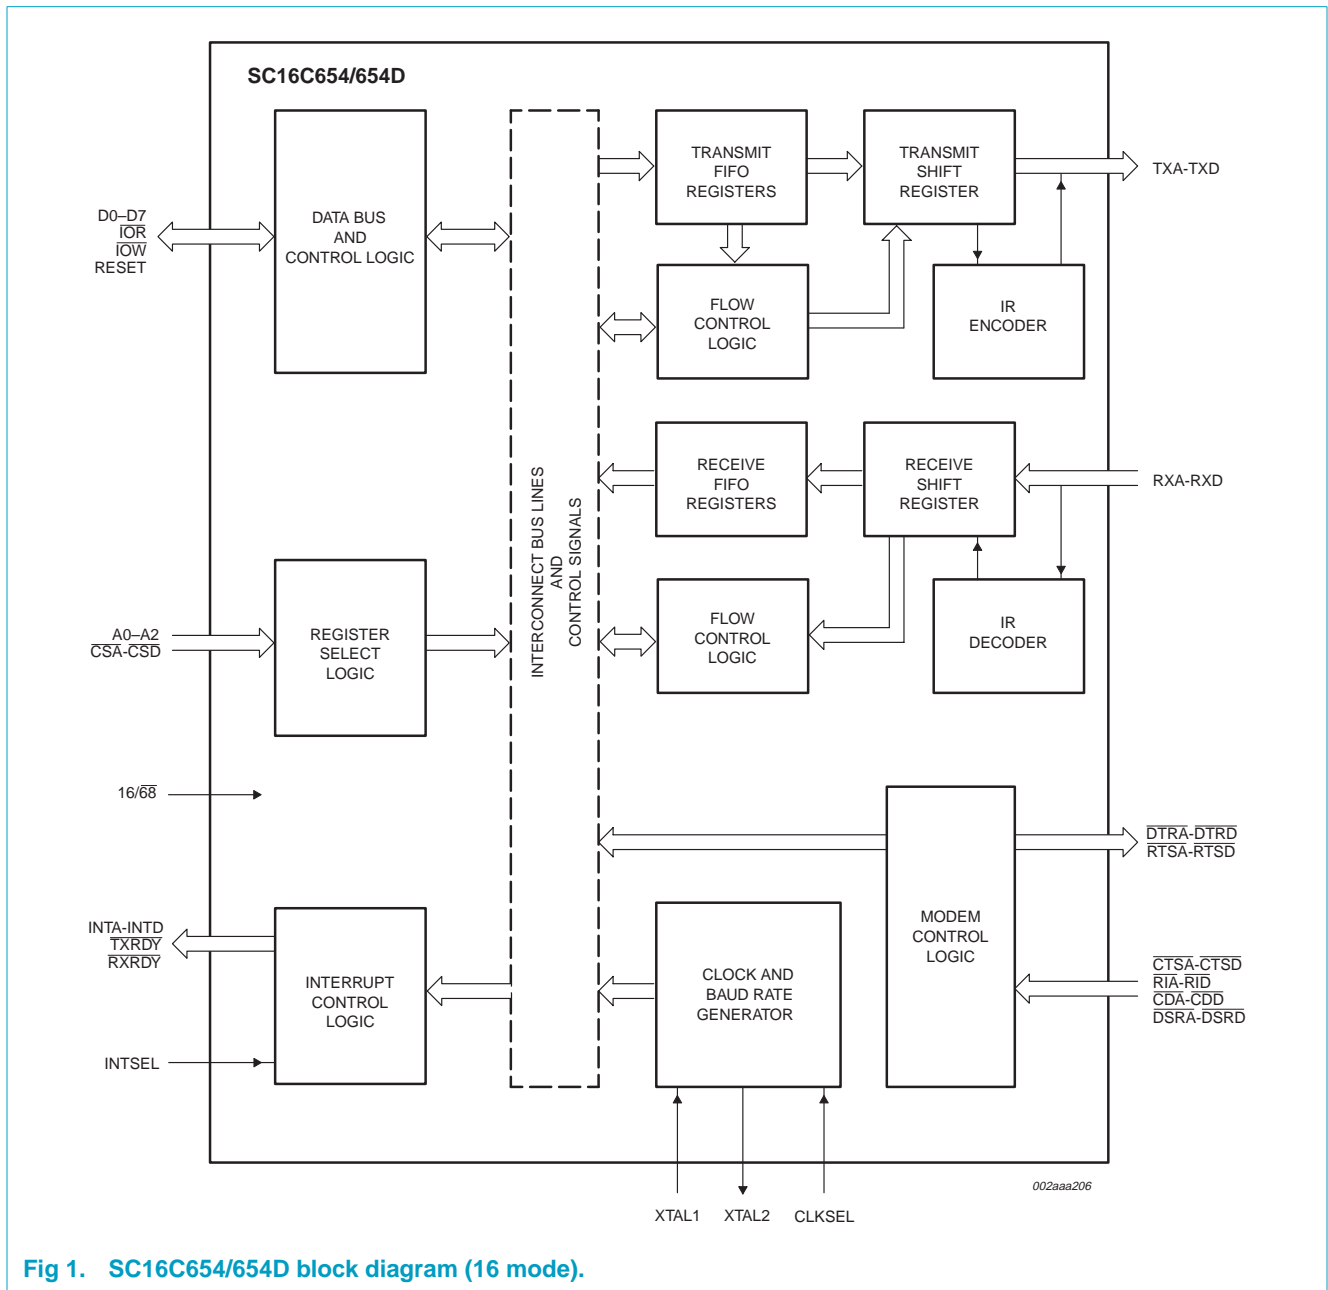 SC16C654/654D
D0–D7
IOR
IOW
RESET
DATA BUS
AND
CONTROL LOGIC
A0–A2
CSA-CSD
REGISTER
SELECT
LOGIC
16/68
INTA-INTD
TXRDY
RXRDY
INTSEL
INTERRUPT
CONTROL
LOGIC
INTERCONNECT BUS LINES
AND
CONTROL SIGNALS
TRANSMIT
FIFO
REGISTERS
TRANSMIT
SHIFT
REGISTER
TXA-TXD
FLOW
CONTROL
LOGIC
IR
ENCODER
RECEIVE
FIFO
REGISTERS
RECEIVE
SHIFT
REGISTER
RXA-RXD
FLOW
CONTROL
LOGIC
IR
DECODER
CLOCK AND
BAUD RATE
GENERATOR
MODEM
CONTROL
LOGIC
DTRA-DTRD
RTSA-RTSD
CTSA-CTSD
RIA-RID
CDA-CDD
DSRA-DSRD
XTAL1
XTAL2
CLKSEL
002aaa206
Fig 1. SC16C654/654D block diagram (16 mode).